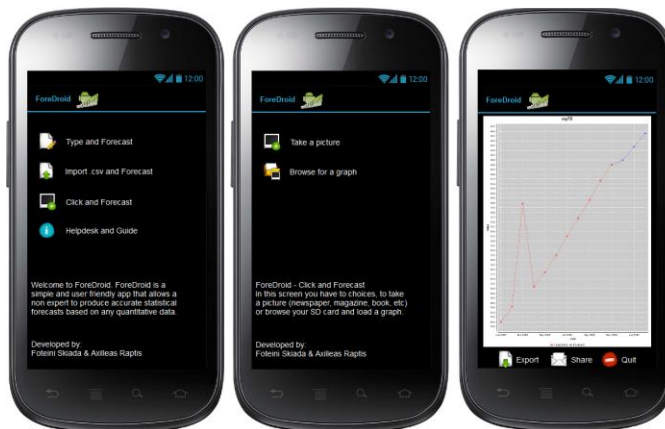 12:00
ForeDroid
Type and Forecast
Import .csv and Forecast
Click and Forecast
Helpdesk and Guide
Welcome to ForeDroid. ForeDroid is a
simple and user friendly app that allows a
non expert to produce accurate statistical
forecasts based on any quantitative data.
Developed by:
Foteini Skiada & Axilleas Raptis
12:00
ForeDroid
Take a picture
Browse for a graph
ForeDroid - Click and Forecast
In this screen you have to choices, to take
a picture (newspaper, magazine, book, etc)
or browse your SD card and load a graph.
Developed by:
Foteini Skiada & Axilleas Raptis
12:00
ForeDroid
Export
Share
Quit